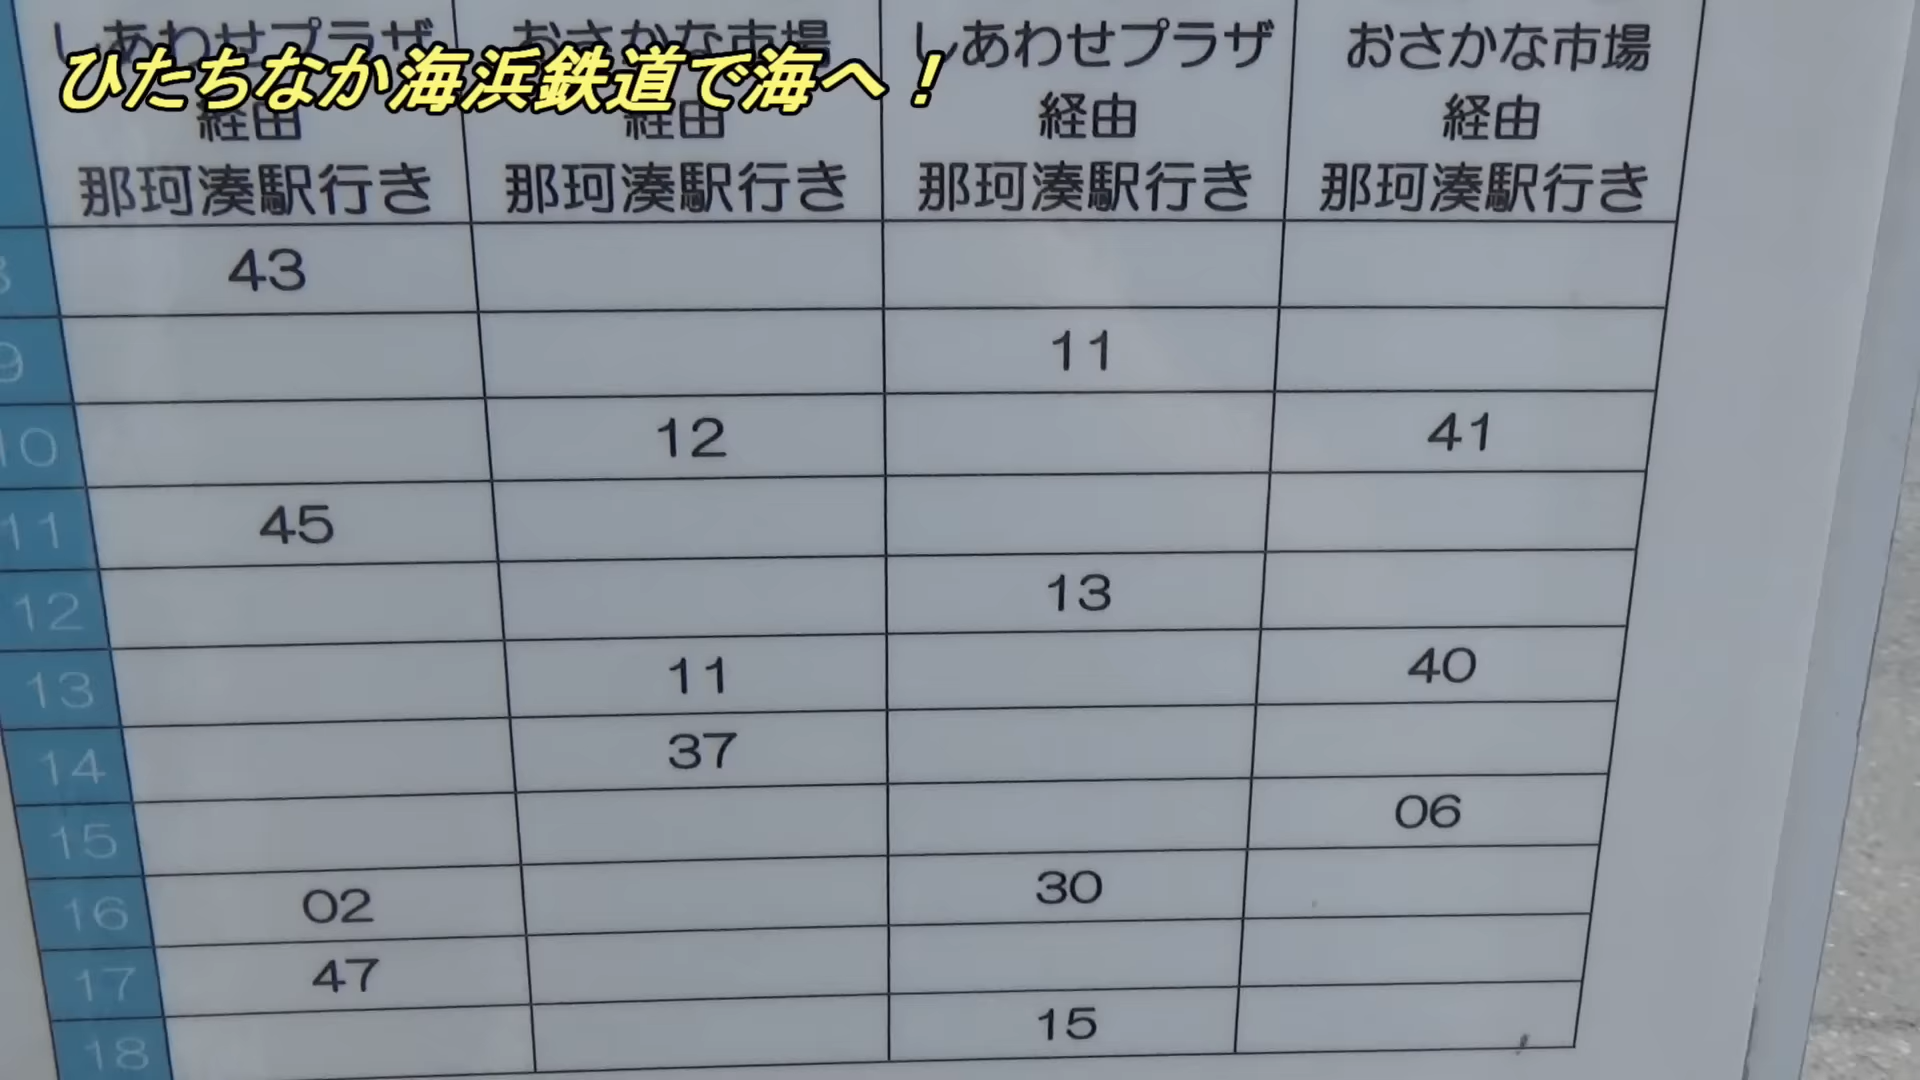 しあわせプラザ おさかな市場 しあわせプラザ おさかな市場
ひたちなか海浜鉄道で海へ！
経由 経由 経由 経由
那珂湊駅行き 那珂湊駅行き 那珂湊駅行き 那珂湊駅行き
8 43
9 11
10 12 41
11 45
12 13
13 11 40
14 37
15 06
16 02 30
17 47
18 15